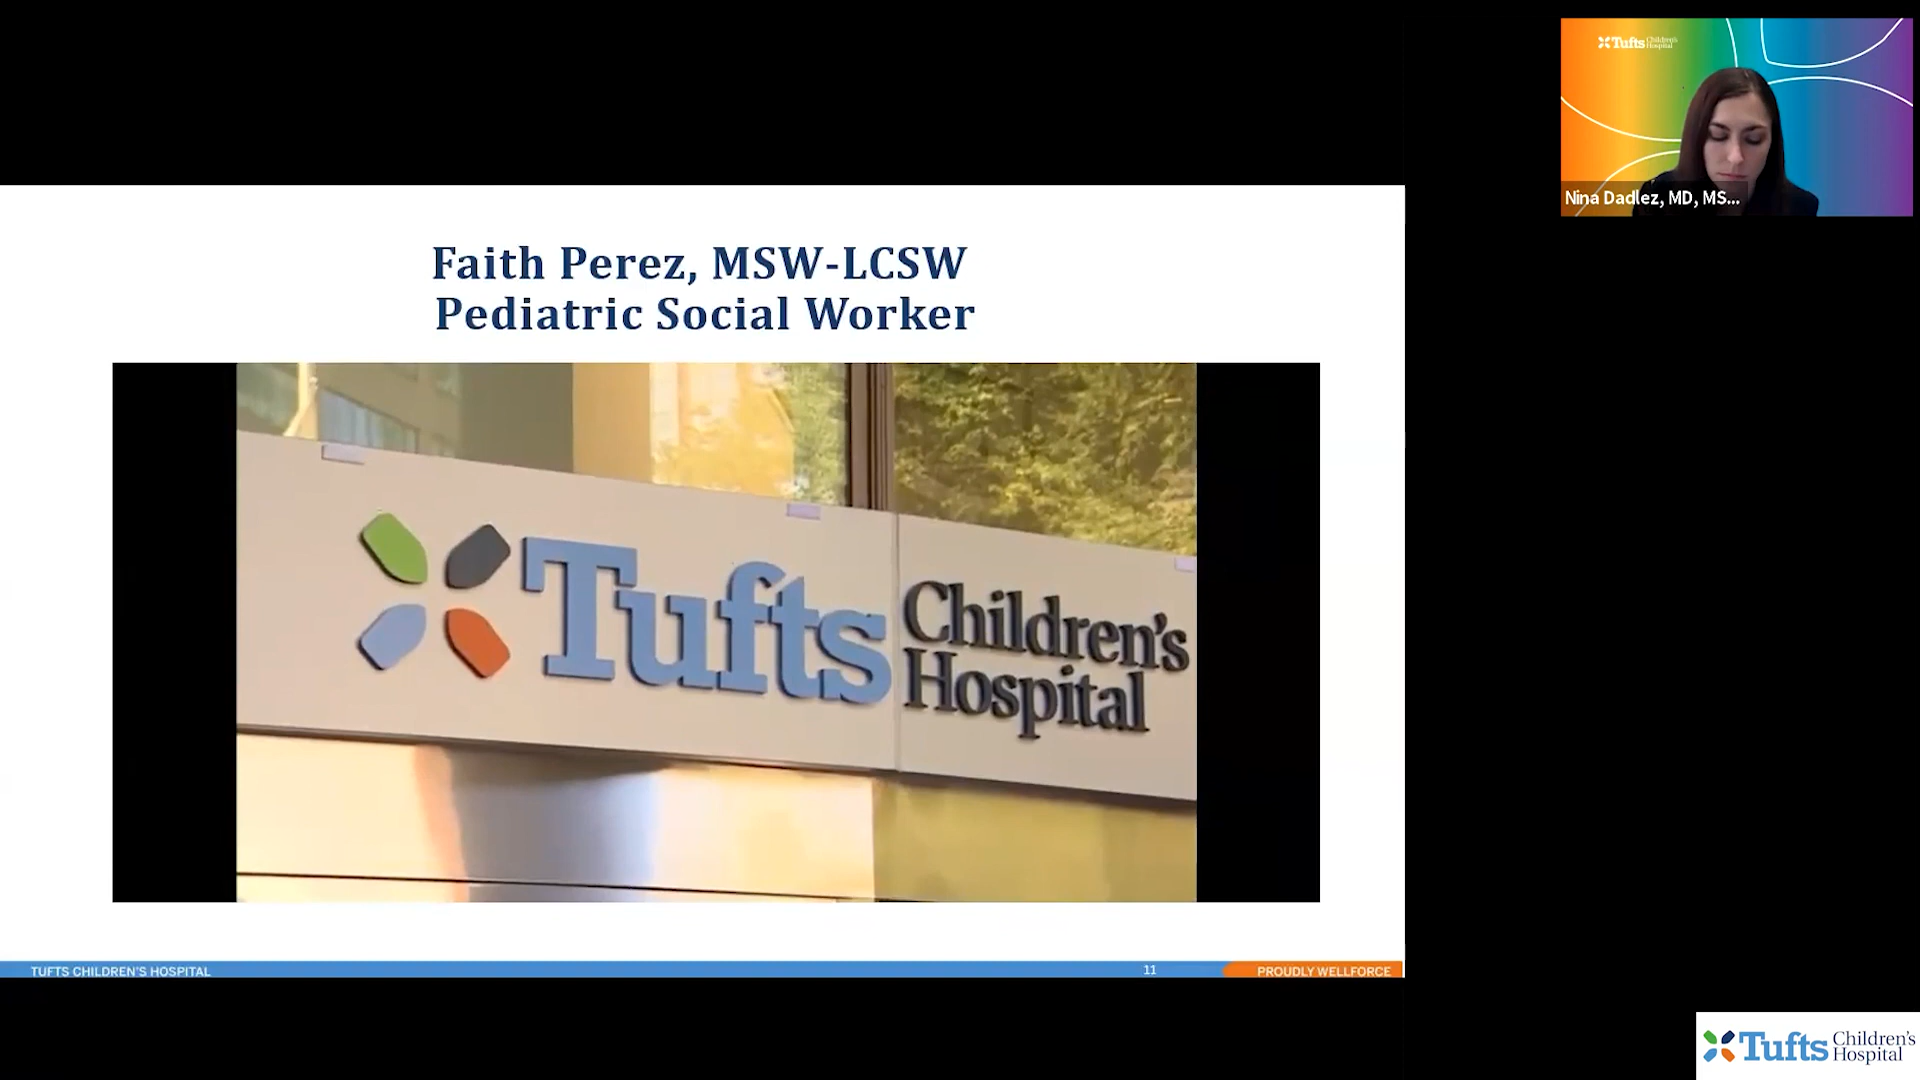 Tufts Children's
Hospital
Nina Dadlez, MD, MS...
Faith Perez, MSW-LCSW
Pediatric Social Worker
Tufts Children's
Hospital
TUFTS CHILDREN'S HOSPITAL
11
PROUDLY WELLFORCE
Tufts Children's
Hospital